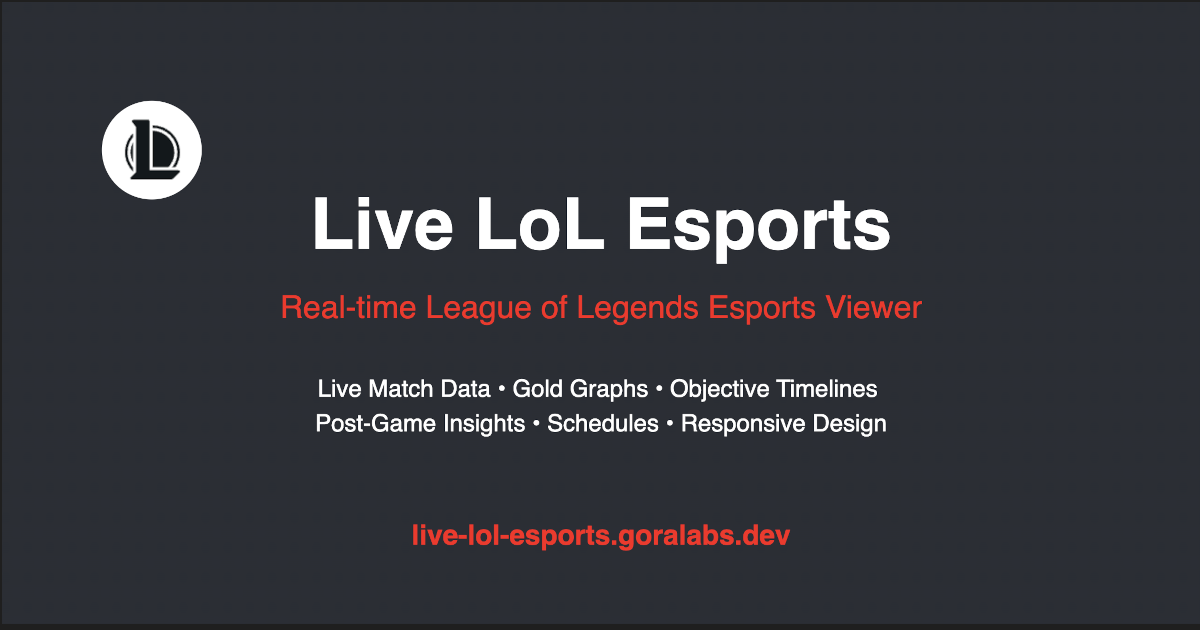 Live LoL Esports
Real-time League of Legends Esports Viewer
Live Match Data • Gold Graphs • Objective Timelines
Post-Game Insights • Schedules • Responsive Design
live-lol-esports.goralabs.dev